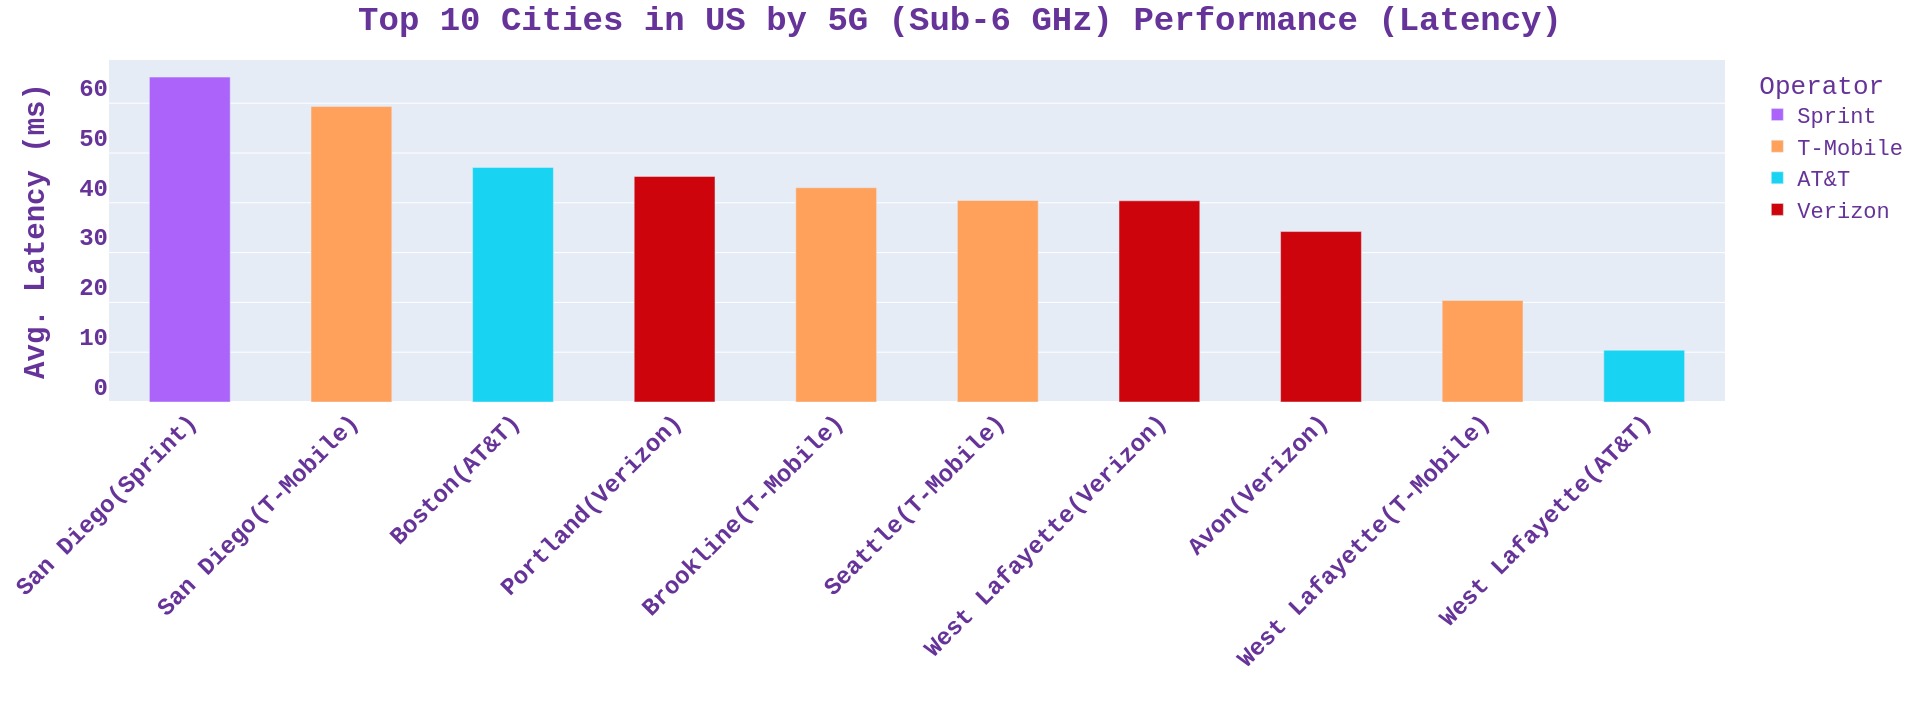 Top 10 Cities in US by 5G (Sub-6 GHz) Performance (Latency)
Avg. Latency (ms)
60
50
40
30
20
10
0
San Diego(Sprint)
San Diego(T-Mobile)
Boston(AT&T)
Portland(Verizon)
Brookline(T-Mobile)
Seattle(T-Mobile)
West Lafayette(Verizon)
Avon(Verizon)
West Lafayette(T-Mobile)
West Lafayette(AT&T)
Operator
Sprint
T-Mobile
AT&T
Verizon